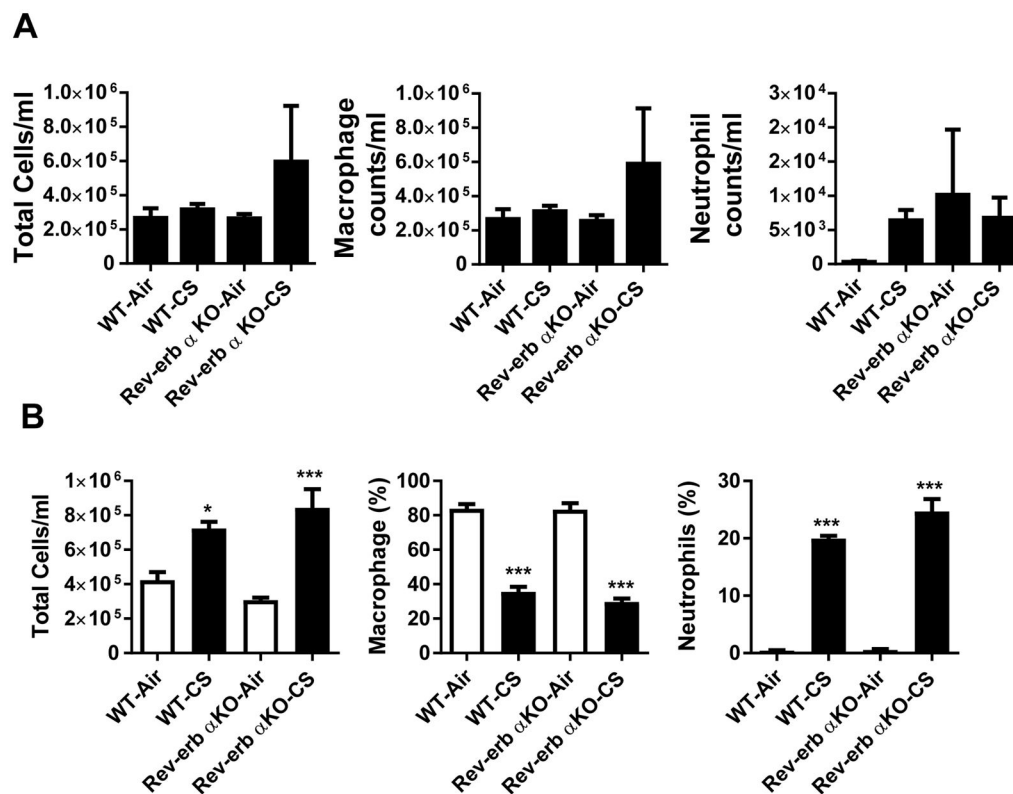 A
Total Cells/ml
1.0×10⁶
8.0×10⁵
6.0×10⁵
4.0×10⁵
2.0×10⁵
0
WT-Air
WT-CS
Rev-erb α KO-Air
Rev-erb α KO-CS
Macrophage
counts/ml
1.0×10⁶
8.0×10⁵
6.0×10⁵
4.0×10⁵
2.0×10⁵
0
WT-Air
WT-CS
Rev-erb α KO-Air
Rev-erb α KO-CS
Neutrophil
counts/ml
3×10⁴
2×10⁴
2×10⁴
1×10⁴
5×10³
0
WT-Air
WT-CS
Rev-erb α KO-Air
Rev-erb α KO-CS
B
Total Cells/ml
1×10⁶
8×10⁵
6×10⁵
4×10⁵
2×10⁵
0
*
***
WT-Air
WT-CS
Rev-erb αKO-Air
Rev-erb αKO-CS
Macrophage (%)
100
80
60
40
20
0
***
***
WT-Air
WT-CS
Rev-erb αKO-Air
Rev-erb αKO-CS
Neutrophils (%)
30
20
10
0
***
***
WT-Air
WT-CS
Rev-erb αKO-Air
Rev-erb αKO-CS